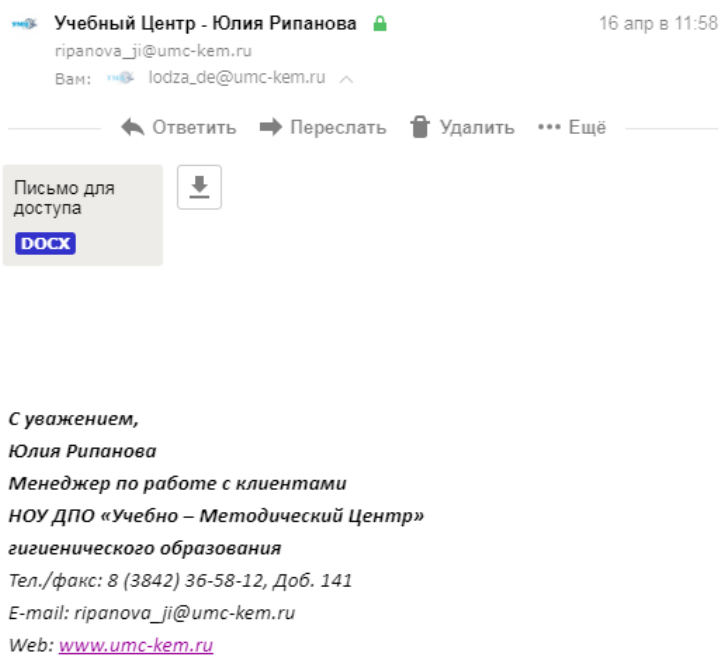 Учебный Центр - Юлия Рипанова 16 апр в 11:58
ripanova_ji@umc-kem.ru
Вам: lodza_de@umc-kem.ru
Ответить Переслать Удалить ••• Ещё
Письмо для
доступа
DOCX
С уважением,
Юлия Рипанова
Менеджер по работе с клиентами
НОУ ДПО «Учебно – Методический Центр»
гигиенического образования
Тел./факс: 8 (3842) 36-58-12, Доб. 141
E-mail: ripanova_ji@umc-kem.ru
Web: www.umc-kem.ru